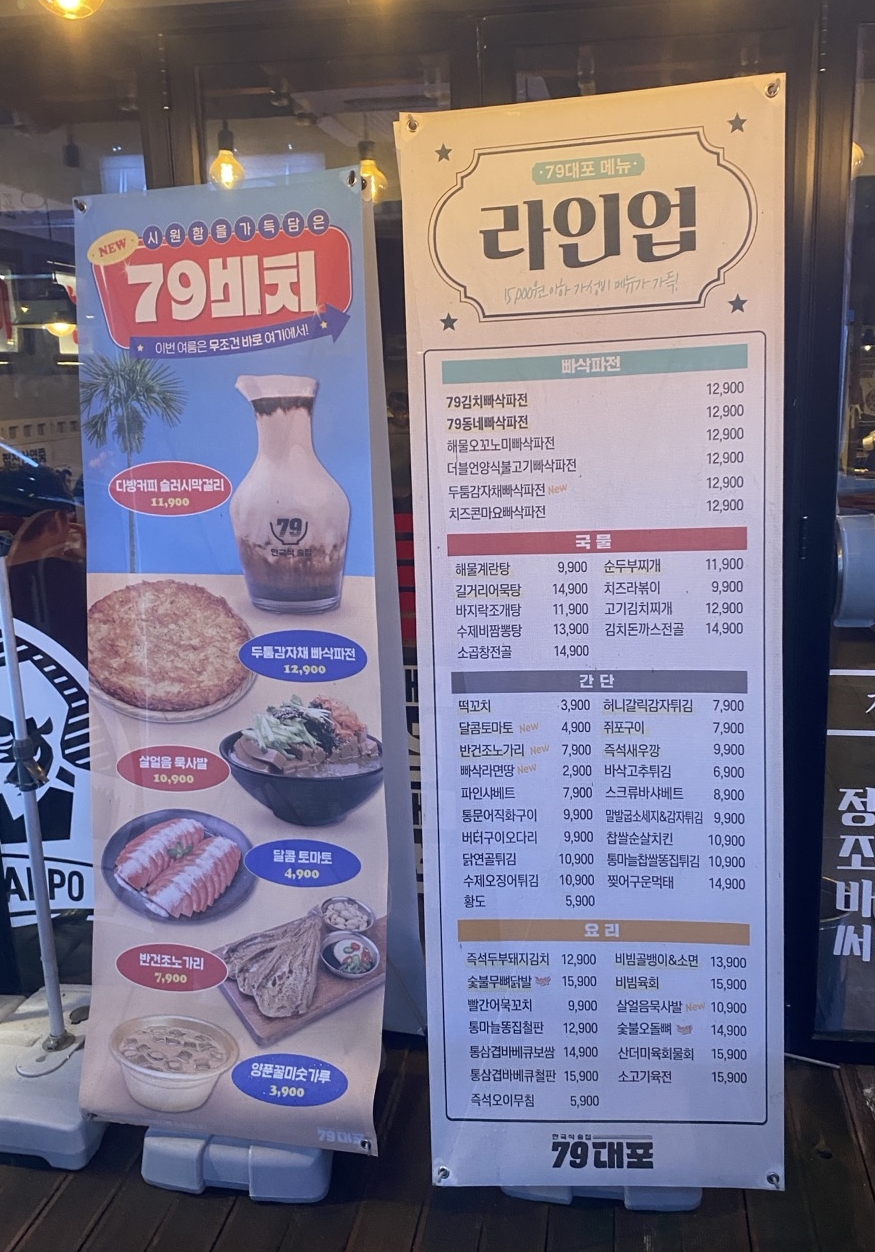 NEW
시원함을가득담은
79비치
이번 여름은 무조건 바로 여기에서!
다방커피 슬러시막걸리
11,900
79
한국식 술집
두툼감자채 빠삭파전
12,900
살얼음 묵사발
10,900
달콤 토마토
4,900
반건조노가리
7,900
양푼꿀미숫가루
3,900
79대포
·79대포 메뉴·
라인업
15,000원 이하 가성비 메뉴가 가득!
빠삭파전
79김치빠삭파전 12,900
79동네빠삭파전 12,900
해물오꼬노미빠삭파전 12,900
더블언양식불고기빠삭파전 12,900
두툼감자채빠삭파전 New 12,900
치즈콘마요빠삭파전 12,900
국물
해물계란탕 9,900 순두부찌개 11,900
길거리어묵탕 14,900 치즈라볶이 9,900
바지락조개탕 11,900 고기김치찌개 12,900
수제비짬뽕탕 13,900 김치돈까스전골 14,900
소곱창전골 14,900
간단
떡꼬치 3,900 허니갈릭감자튀김 7,900
달콤토마토 New 4,900 쥐포구이 7,900
반건조노가리 New 7,900 즉석새우깡 9,900
빠삭라면땅 New 2,900 바삭고추튀김 6,900
파인샤베트 7,900 스크류바샤베트 8,900
통문어직화구이 9,900 말발굽소세지&감자튀김 9,900
버터구이오다리 9,900 찹쌀순살치킨 10,900
닭연골튀김 10,900 통마늘찹쌀똥집튀김 10,900
수제오징어튀김 10,900 찢어구운먹태 14,900
황도 5,900
요리
즉석두부돼지김치 12,900 비빔골뱅이&소면 13,900
숯불무뼈닭발 15,900 비빔육회 15,900
빨간어묵꼬치 9,900 살얼음묵사발 New 10,900
통마늘똥집철판 12,900 숯불오돌뼈 14,900
통삼겹바베큐보쌈 14,900 산더미육회물회 15,900
통삼겹바베큐철판 15,900 소고기육전 15,900
즉석오이무침 5,900
한국식 술집
79대포